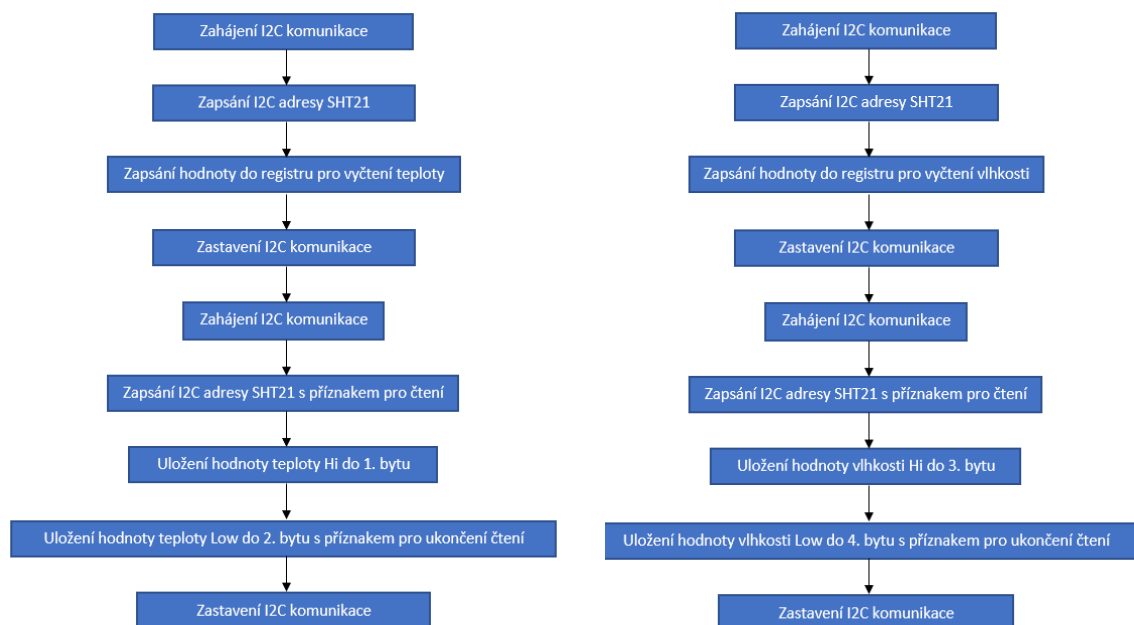 Zahájení I2C komunikace
Zapsání I2C adresy SHT21
Zapsání hodnoty do registru pro vyčtení teploty
Zastavení I2C komunikace
Zahájení I2C komunikace
Zapsání I2C adresy SHT21 s příznakem pro čtení
Uložení hodnoty teploty Hi do 1. bytu
Uložení hodnoty teploty Low do 2. bytu s příznakem pro ukončení čtení
Zastavení I2C komunikace
Zahájení I2C komunikace
Zapsání I2C adresy SHT21
Zapsání hodnoty do registru pro vyčtení vlhkosti
Zastavení I2C komunikace
Zahájení I2C komunikace
Zapsání I2C adresy SHT21 s příznakem pro čtení
Uložení hodnoty vlhkosti Hi do 3. bytu
Uložení hodnoty vlhkosti Low do 4. bytu s příznakem pro ukončení čtení
Zastavení I2C komunikace